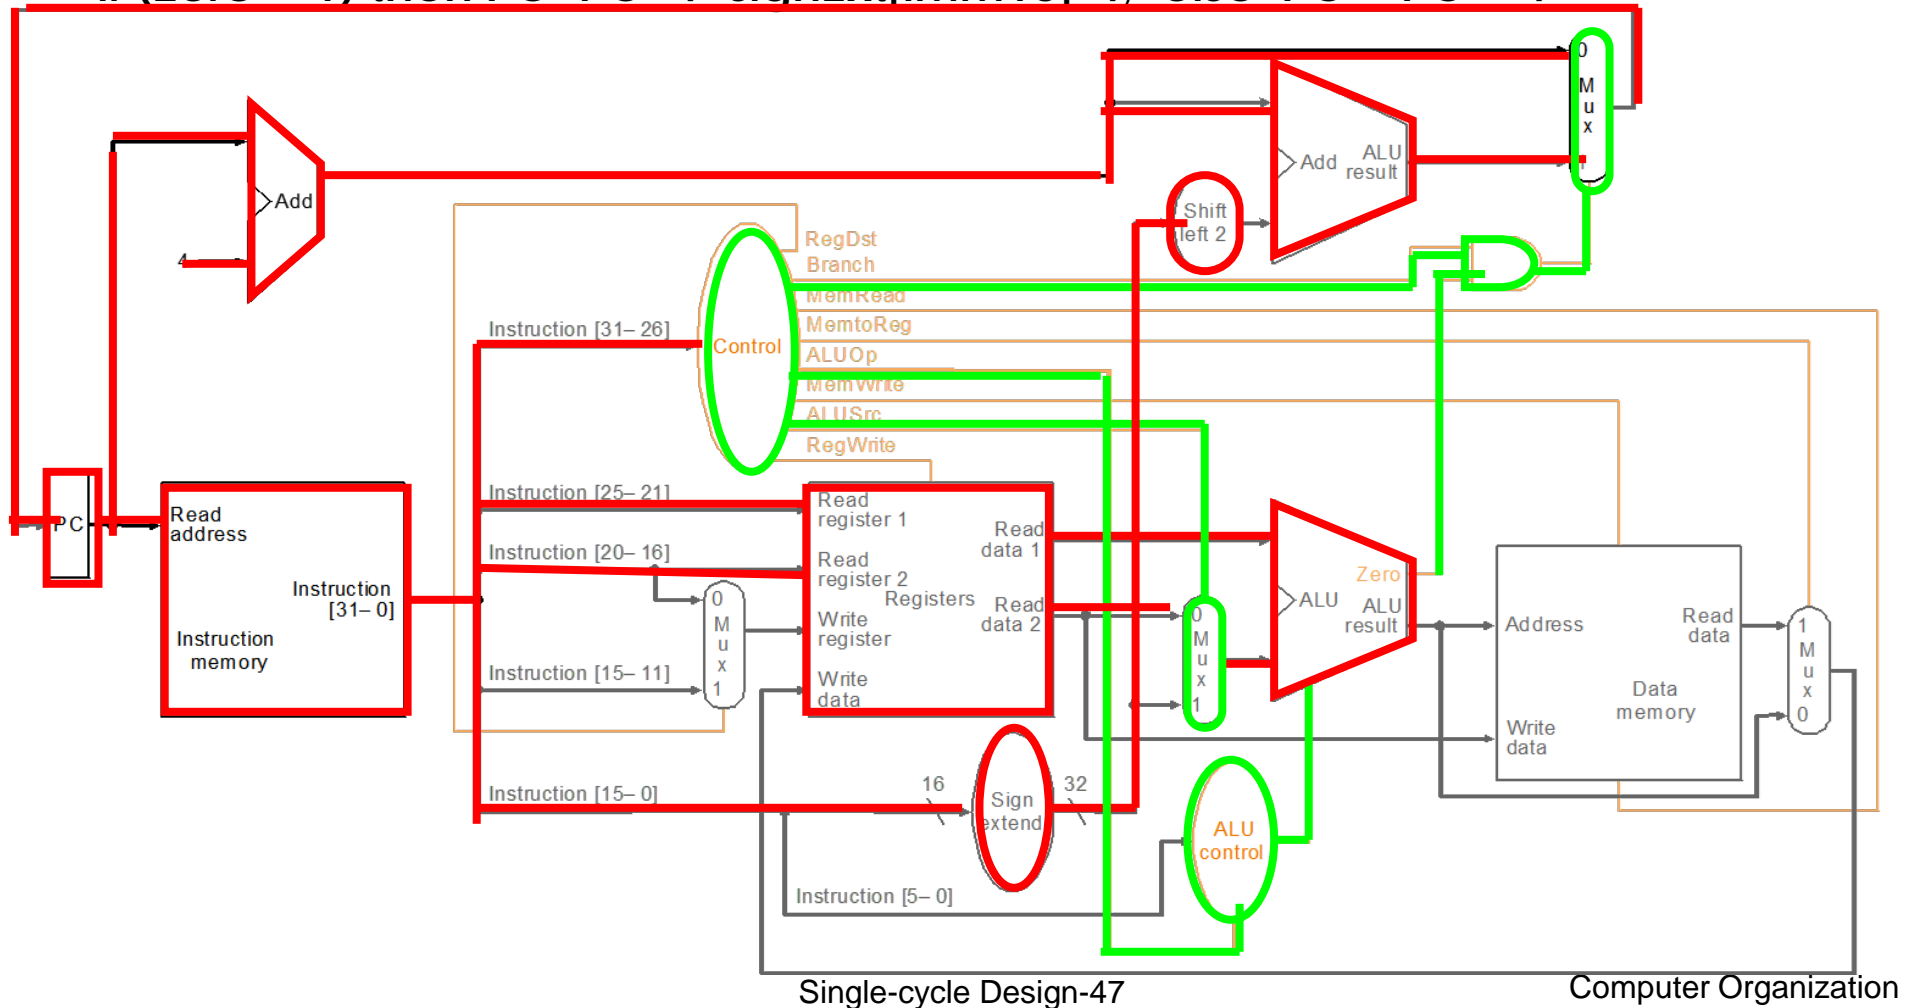 0
M
u
x
Add
ALU
result
Add
Shift
left 2
4
RegDst
Branch
MemRead
MemtoReg
ALUOp
MemWrite
ALUSrc
RegWrite
Control
Instruction [31– 26]
Instruction [25– 21]
Instruction [20– 16]
Instruction [15– 11]
Instruction [15– 0]
Instruction [5– 0]
PC
Read
address
Instruction
[31– 0]
Instruction
memory
0
M
u
x
1
Read
register 1
Read
register 2
Registers
Write
register
Write
data
Read
data 1
Read
data 2
0
M
u
x
1
Zero
ALU
ALU
result
Address
Read
data
Data
memory
Write
data
1
M
u
x
0
16
Sign
extend
32
ALU
control
Single-cycle Design-47
Computer Organization